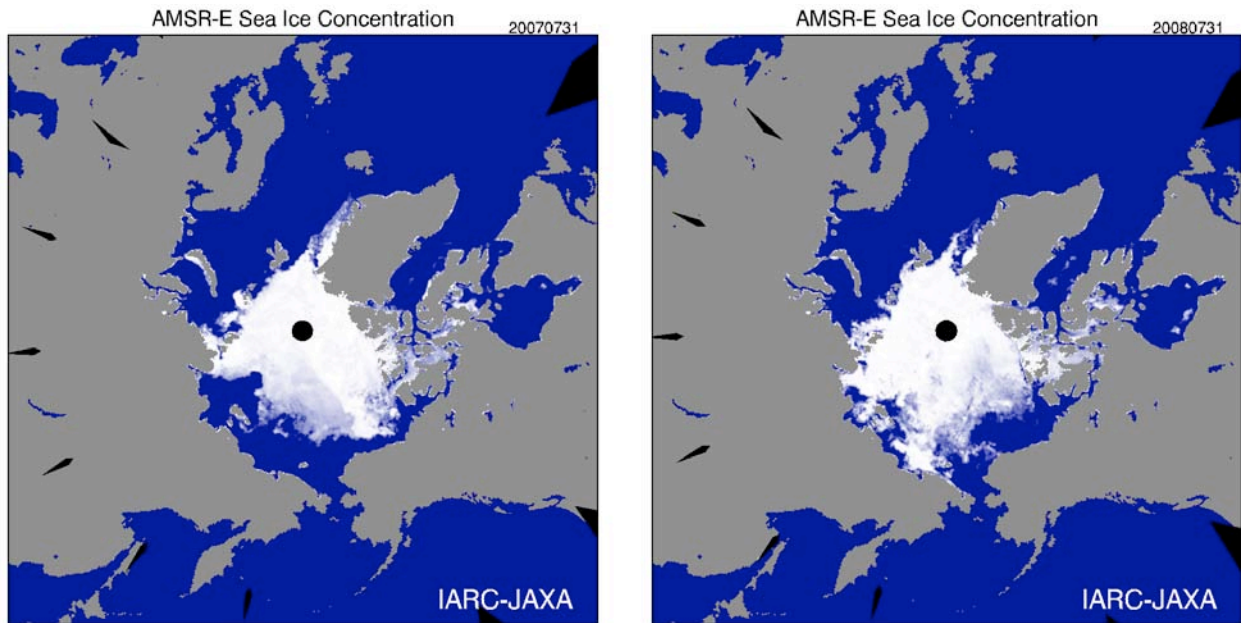 AMSR-E Sea Ice Concentration
20070731
IARC-JAXA
AMSR-E Sea Ice Concentration
20080731
IARC-JAXA